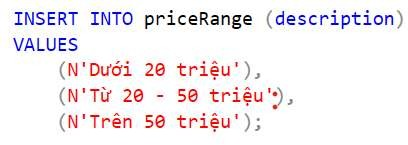 INSERT INTO priceRange (description)
VALUES
(N'Dưới 20 triệu'),
(N'Từ 20 - 50 triệu'),
(N'Trên 50 triệu');